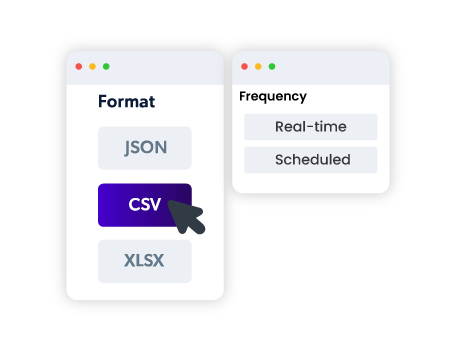 Format
JSON
CSV
XLSX
Frequency
Real-time
Scheduled